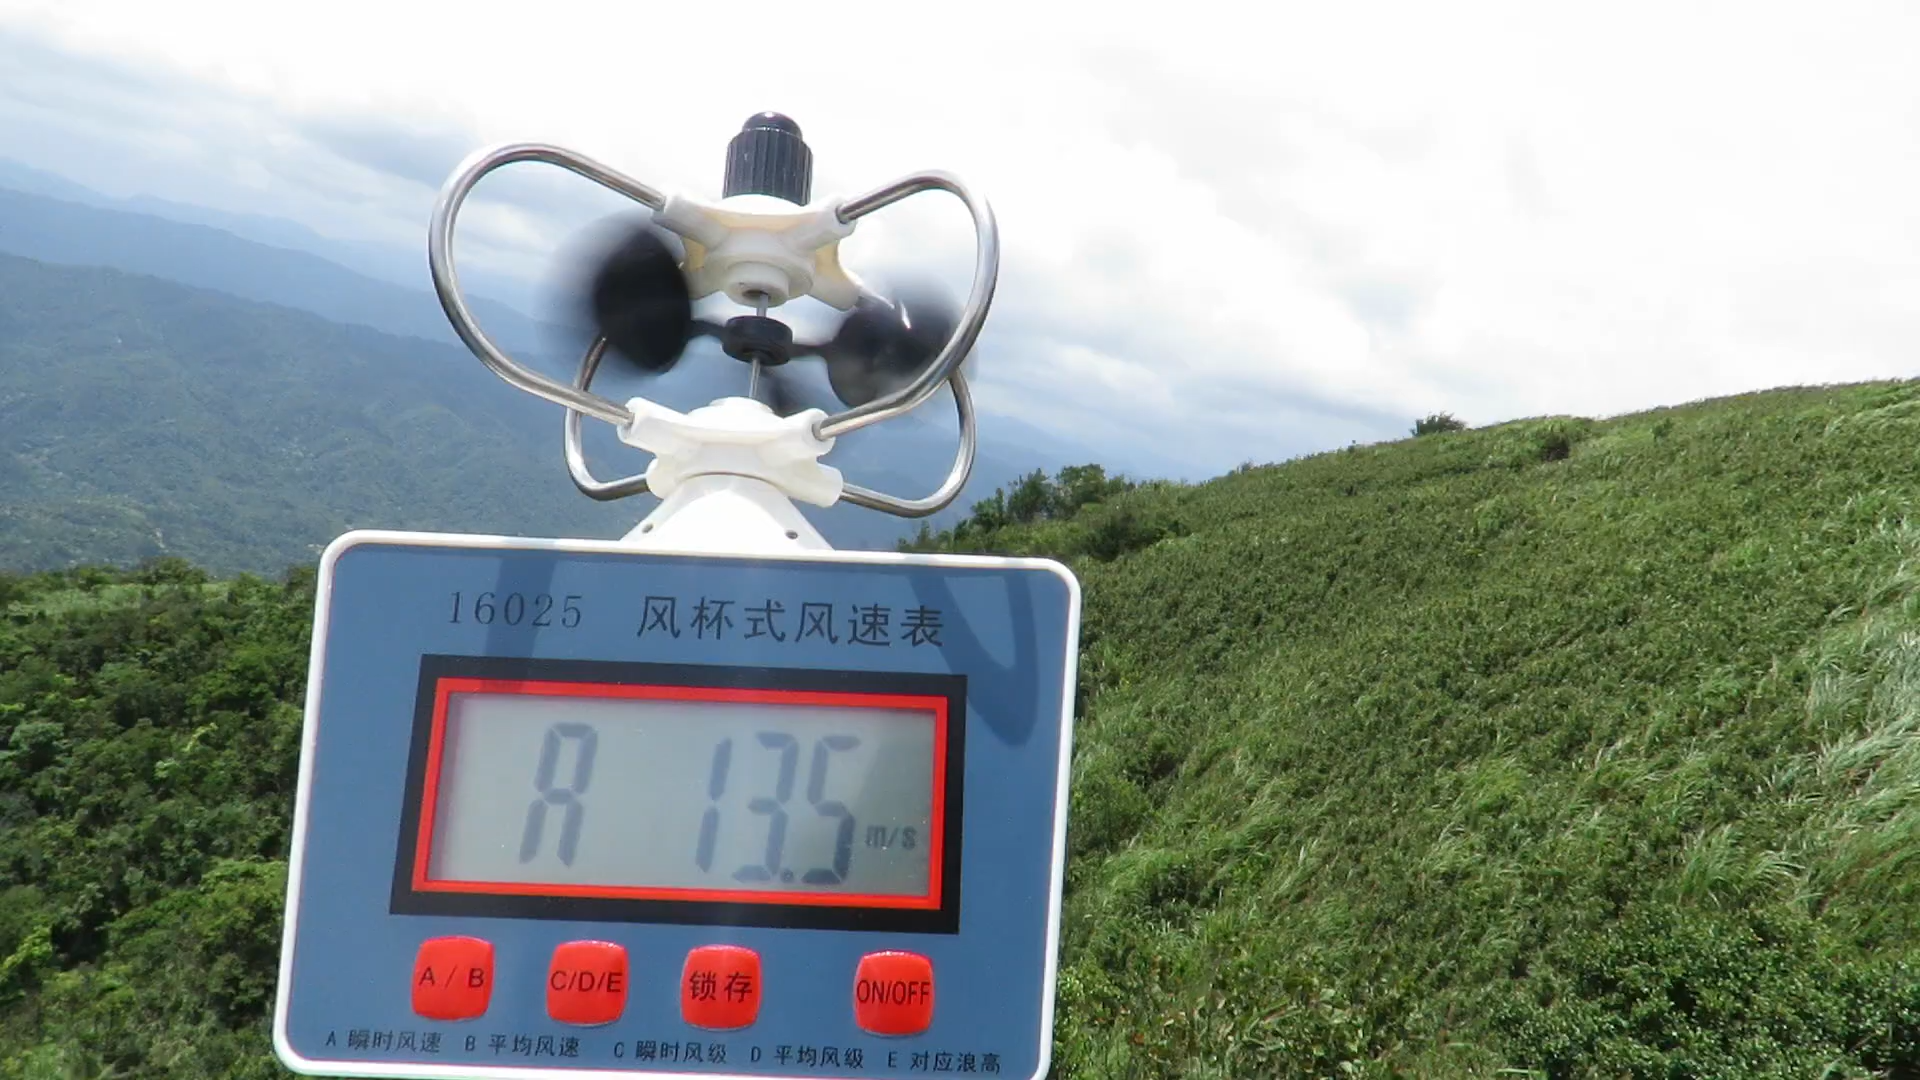 16025 风杯式风速表
A 13.5 m/s
A / B C/D/E 锁存 ON/OFF
A 瞬时风速 B 平均风速 C 瞬时风级 D 平均风级 E 对应浪高